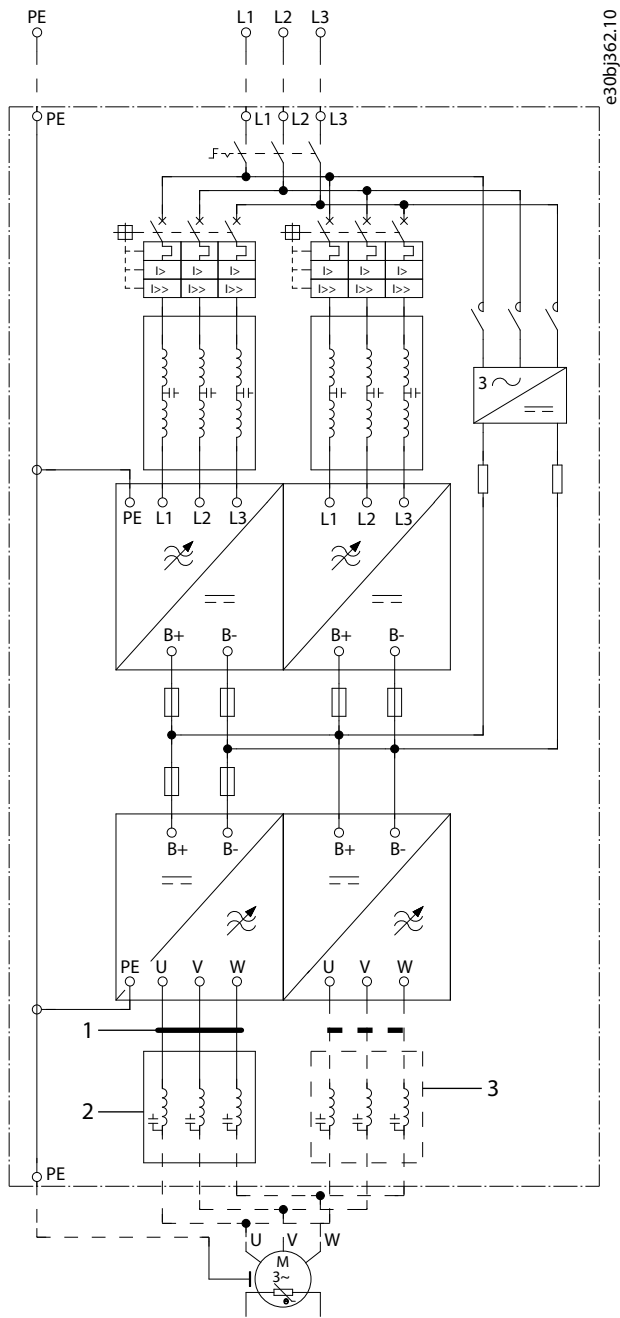 PE L1 L2 L3
e30bj362.10
PE L1 L2 L3
I> I> I> I> I> I>
I>> I>> I>> I>> I>> I>>
3
PE L1 L2 L3 L1 L2 L3
B+ B- B+ B-
B+ B- B+ B-
PE U V W U V W
1
2 3
PE
U V W
M
3~